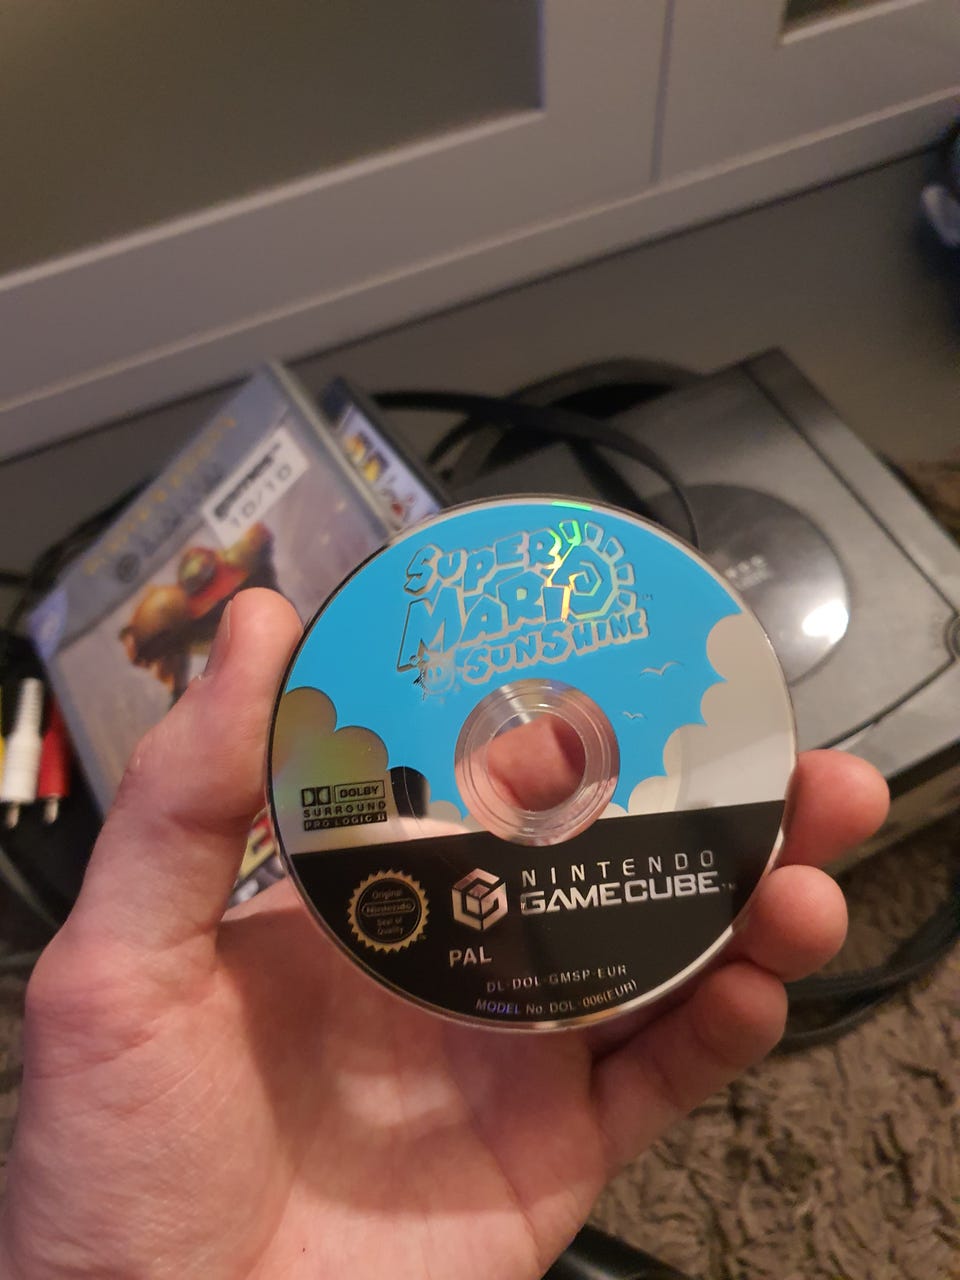 10/10
SUPER
MARIO
SUNSHINE
DOLBY
SURROUND
PRO LOGIC II
Original
Nintendo
Seal of
Quality
NINTENDO
GAMECUBE™
PAL
DL-DOL-GMSP-EUR
MODEL No. DOL-006(EUR)